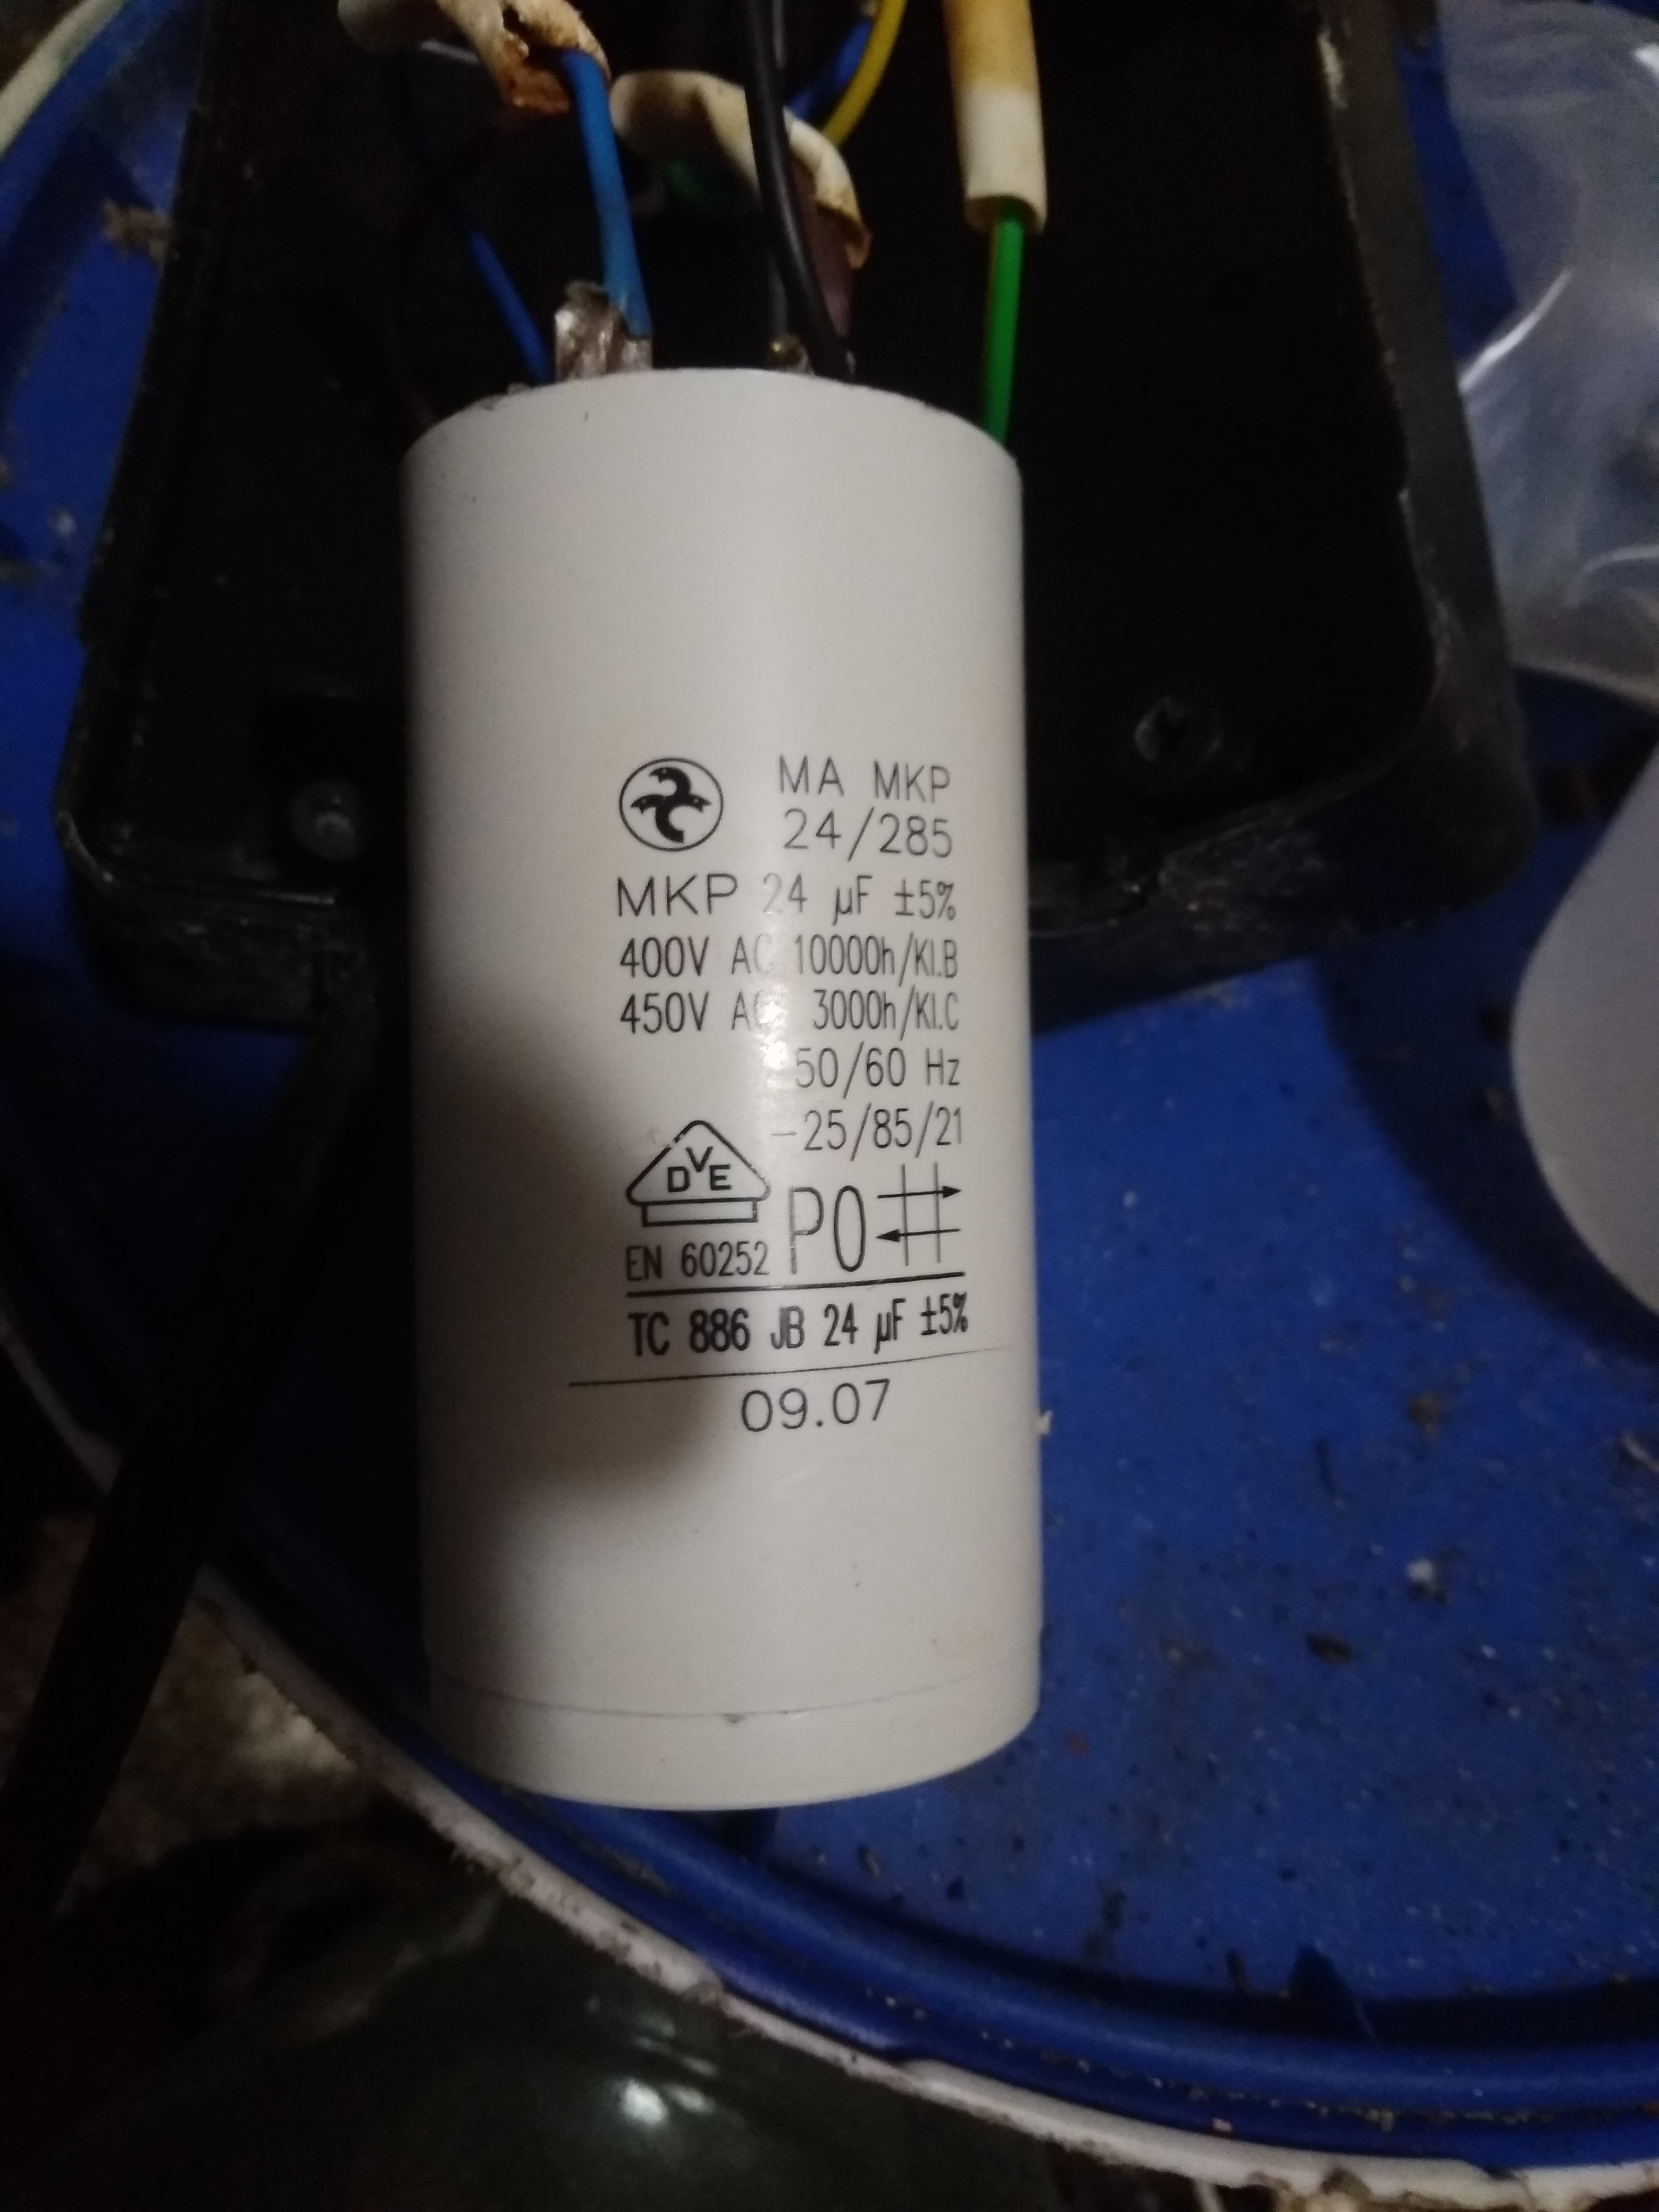 MA MKP
24/285
MKP 24 µF ±5%
400V AC 10000h/Kl.B
450V AC 3000h/Kl.C
50/60 Hz
-25/85/21
DVE
P0
EN 60252
TC 886 JB 24 µF ±5%
09.07